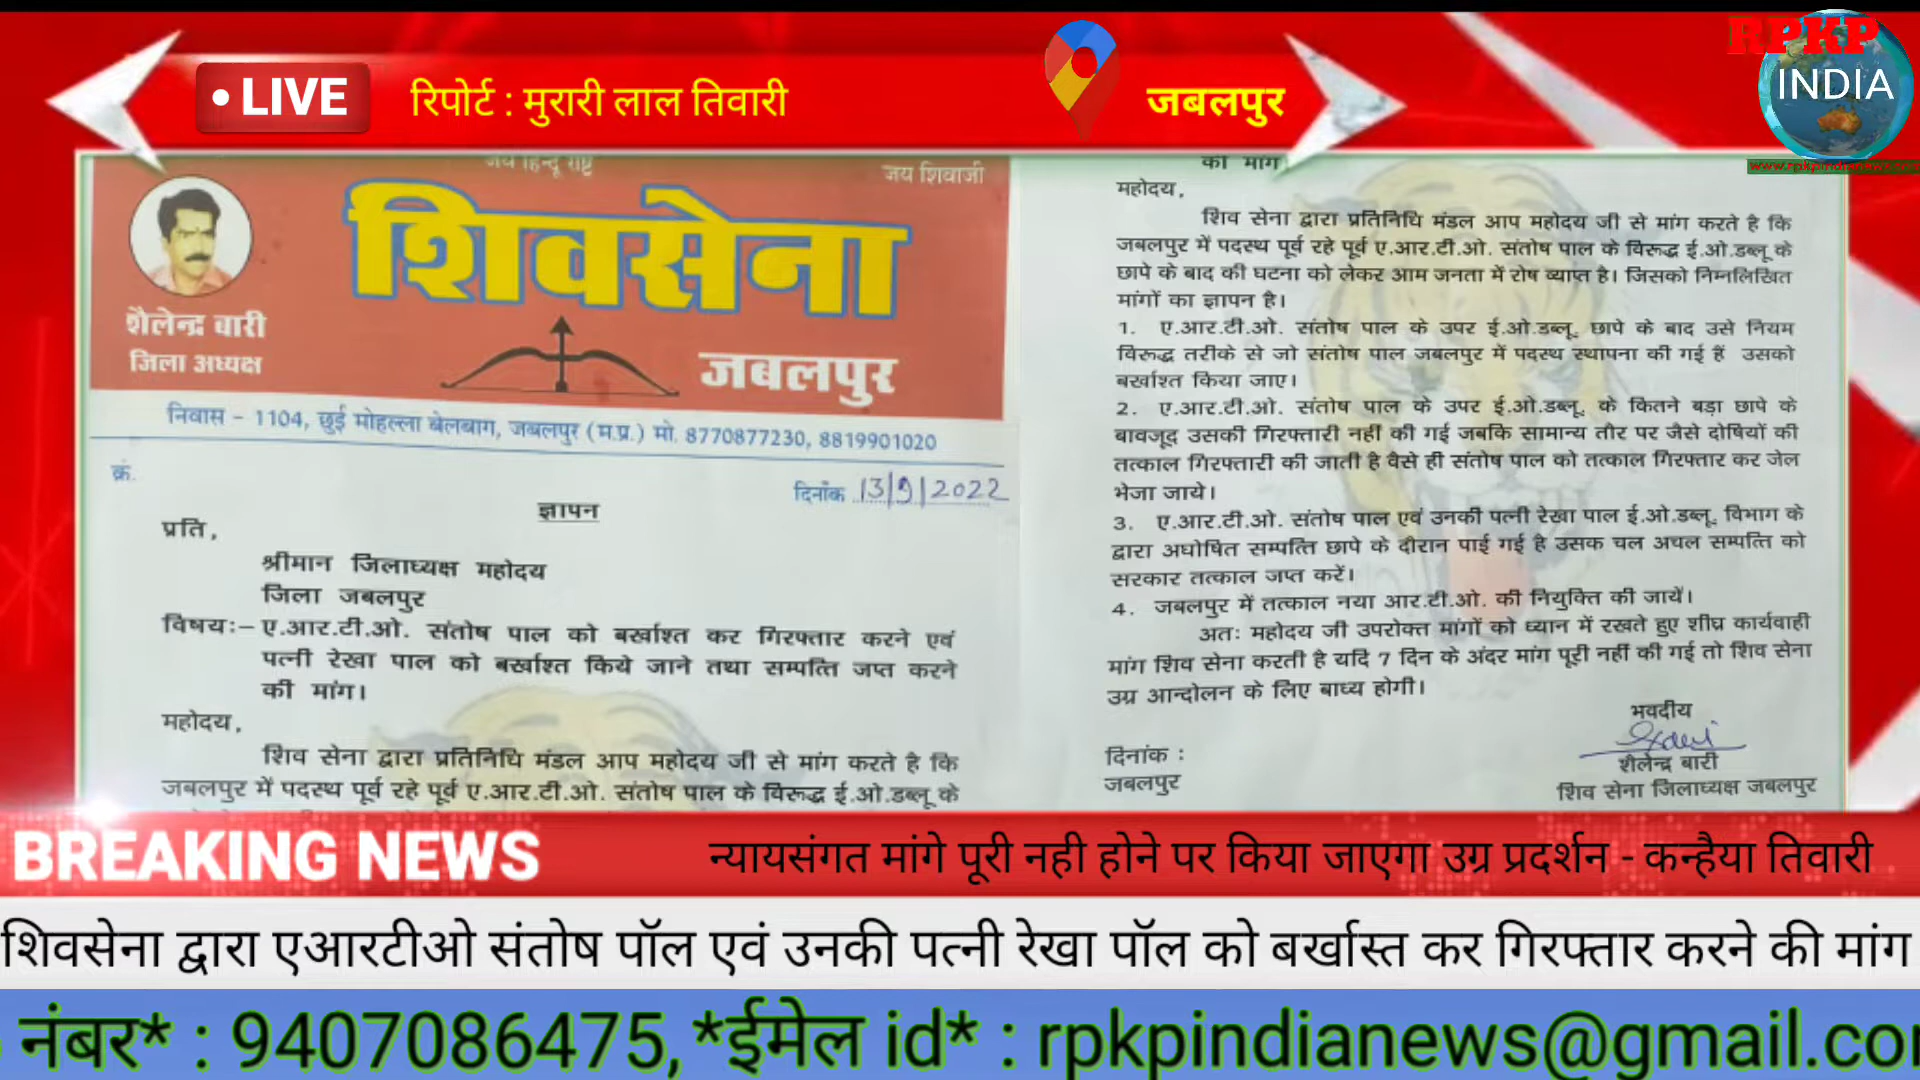 • LIVE
रिपोर्ट : मुरारी लाल तिवारी
जबलपुर
RPKP
INDIA
www.rpkpindianews.com
जय हिन्दू राष्ट्र
जय शिवाजी
शिवसेना
शैलेन्द्र बारी
जिला अध्यक्ष
जबलपुर
निवास - 1104, छुई मोहल्ला बेलबाग, जबलपुर (म.प्र.) मो. 8770877230, 8819901020
क्रं.
दिनाँक 13/9/2022
ज्ञापन
प्रति,
श्रीमान जिलाध्यक्ष महोदय
जिला जबलपुर
विषयः- ए.आर.टी.ओ. संतोष पाल को बर्खाश्त कर गिरफ्तार करने एवं
पत्नी रेखा पाल को बर्खाश्त किये जाने तथा सम्पत्ति जप्त करने
की मांग।
महोदय,
शिव सेना द्वारा प्रतिनिधि मंडल आप महोदय जी से मांग करते है कि
जबलपुर में पदस्थ पूर्व रहे पूर्व ए.आर.टी.ओ. संतोष पाल के विरूद्ध ई.ओ.डब्लू के
की मांग
महोदय,
शिव सेना द्वारा प्रतिनिधि मंडल आप महोदय जी से मांग करते है कि
जबलपुर में पदस्थ पूर्व रहे पूर्व ए.आर.टी.ओ. संतोष पाल के विरूद्ध ई.ओ.डब्लू के
छापे के बाद की घटना को लेकर आम जनता में रोष व्याप्त है। जिसको निम्नलिखित
मांगों का ज्ञापन है।
1. ए.आर.टी.ओ. संतोष पाल के उपर ई.ओ.डब्लू. छापे के बाद उसे नियम
विरूद्ध तरीके से जो संतोष पाल जबलपुर में पदस्थ स्थापना की गई हैं उसको
बर्खाश्त किया जाए।
2. ए.आर.टी.ओ. संतोष पाल के उपर ई.ओ.डब्लू. के कितने बड़ा छापे के
बावजूद उसकी गिरफ्तारी नहीं की गई जबकि सामान्य तौर पर जैसे दोषियों की
तत्काल गिरफ्तारी की जाती है वैसे ही संतोष पाल को तत्काल गिरफ्तार कर जेल
भेजा जाये।
3. ए.आर.टी.ओ. संतोष पाल एवं उनकी पत्नी रेखा पाल ई.ओ.डब्लू. विभाग के
द्वारा अघोषित सम्पत्ति छापे के दौरान पाई गई है उसक चल अचल सम्पत्ति को
सरकार तत्काल जप्त करें।
4. जबलपुर में तत्काल नया आर.टी.ओ. की नियुक्ति की जायें।
अतः महोदय जी उपरोक्त मांगों को ध्यान में रखते हुए शीघ्र कार्यवाही
मांग शिव सेना करती है यदि 7 दिन के अंदर मांग पूरी नहीं की गई तो शिव सेना
उग्र आन्दोलन के लिए बाध्य होगी।
भवदीय
दिनांक :
जबलपुर
शैलेन्द्र बारी
शिव सेना जिलाध्यक्ष जबलपुर
BREAKING NEWS
न्यायसंगत मांगे पूरी नही होने पर किया जाएगा उग्र प्रदर्शन - कन्हैया तिवारी
शिवसेना द्वारा एआरटीओ संतोष पॉल एवं उनकी पत्नी रेखा पॉल को बर्खास्त कर गिरफ्तार करने की मांग
नंबर* : 9407086475, *ईमेल id* : rpkpindianews@gmail.co